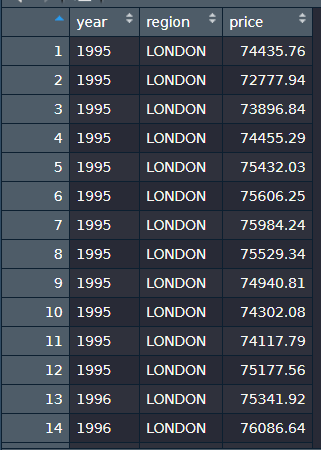 year region price
1 1995 LONDON 74435.76
2 1995 LONDON 72777.94
3 1995 LONDON 73896.84
4 1995 LONDON 74455.29
5 1995 LONDON 75432.03
6 1995 LONDON 75606.25
7 1995 LONDON 75984.24
8 1995 LONDON 75529.34
9 1995 LONDON 74940.81
10 1995 LONDON 74302.08
11 1995 LONDON 74117.79
12 1995 LONDON 75177.56
13 1996 LONDON 75341.92
14 1996 LONDON 76086.64